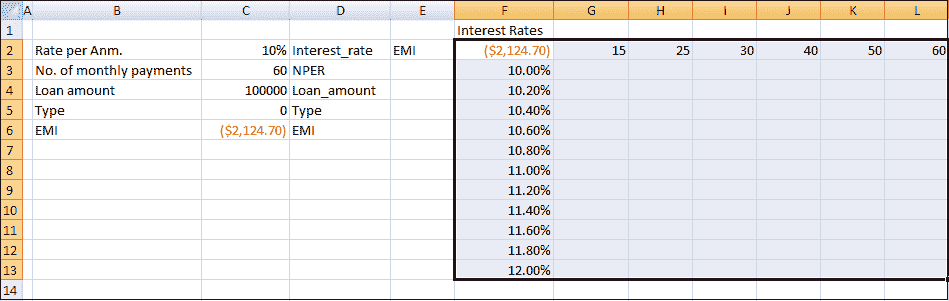 A B C D E F G H I J K L
1 Interest Rates
2 Rate per Anm. 10% Interest_rate EMI ($2,124.70) 15 25 30 40 50 60
3 No. of monthly payments 60 NPER 10.00%
4 Loan amount 100000 Loan_amount 10.20%
5 Type 0 Type 10.40%
6 EMI ($2,124.70) EMI 10.60%
7 10.80%
8 11.00%
9 11.20%
10 11.40%
11 11.60%
12 11.80%
13 12.00%
14